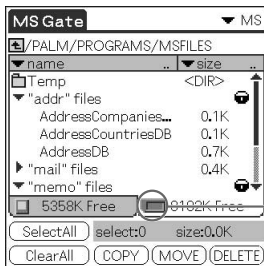 MS Gate MS
/PALM/PROGRAMS/MSFILES
name .. size ..
Temp <DIR>
"addr" files
AddressCompanies... 0.1K
AddressCountriesDB 0.1K
AddressDB 0.7K
"mail" files 0.4K
"memo" files
5358K Free 8192K Free
SelectAll select:0 size:0.0K
ClearAll COPY MOVE DELETE